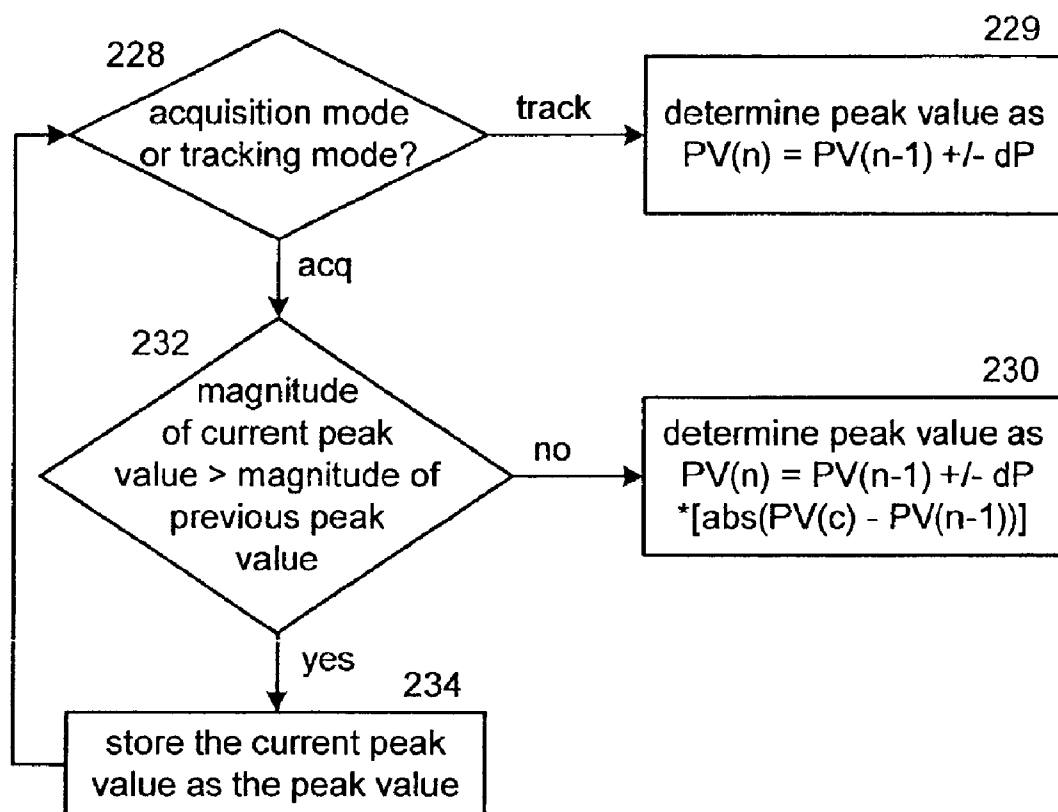 228
acquisition mode
or tracking mode?
track
229
determine peak value as
PV(n) = PV(n-1) +/- dP
acq
232
magnitude
of current peak
value > magnitude of
previous peak
value
no
230
determine peak value as
PV(n) = PV(n-1) +/- dP
*[abs(PV(c) - PV(n-1))]
yes
234
store the current peak
value as the peak value